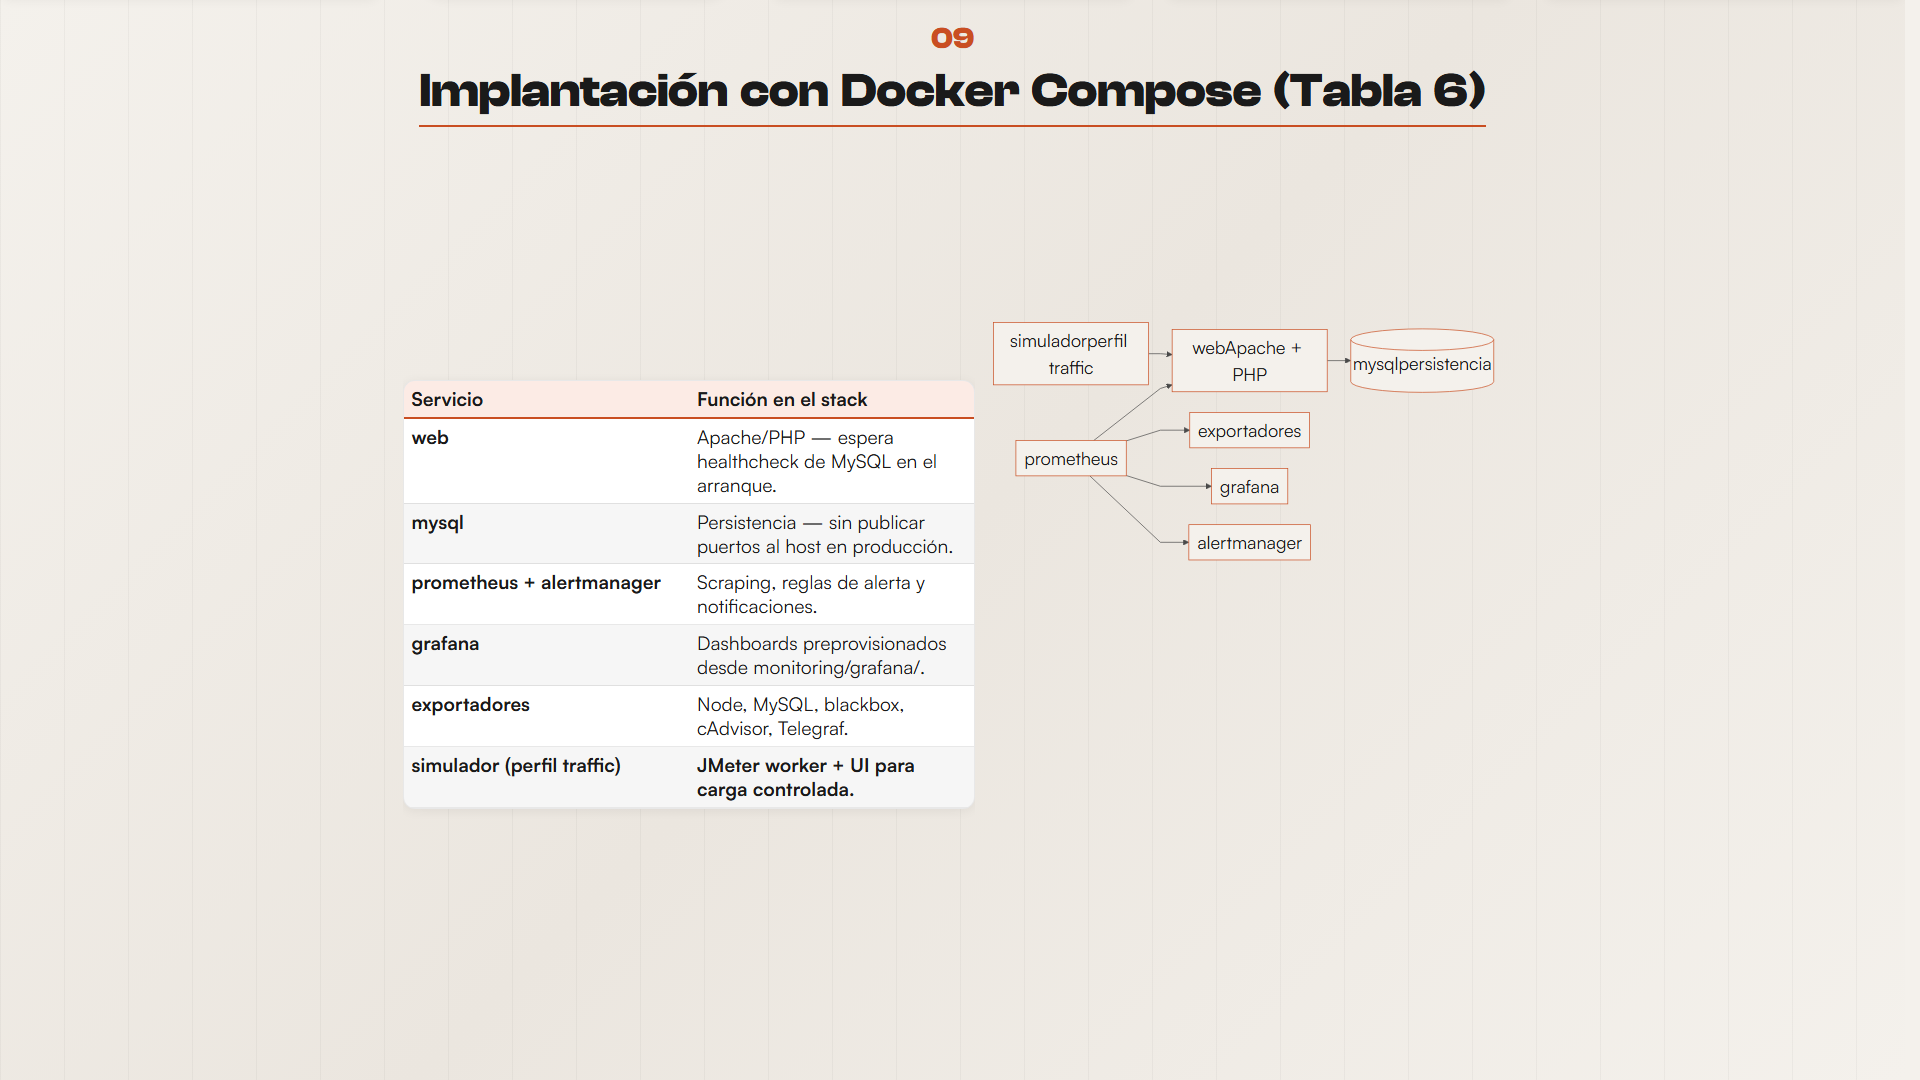 09
Implantación con Docker Compose (Tabla 6)
Servicio Función en el stack
web Apache/PHP — espera
healthcheck de MySQL en el
arranque.
mysql Persistencia — sin publicar
puertos al host en producción.
prometheus + alertmanager Scraping, reglas de alerta y
notificaciones.
grafana Dashboards preprovisionados
desde monitoring/grafana/.
exportadores Node, MySQL, blackbox,
cAdvisor, Telegraf.
simulador (perfil traffic) JMeter worker + UI para
carga controlada.
simuladorperfil
traffic
webApache +
PHP
mysqlpersistencia
prometheus
exportadores
grafana
alertmanager